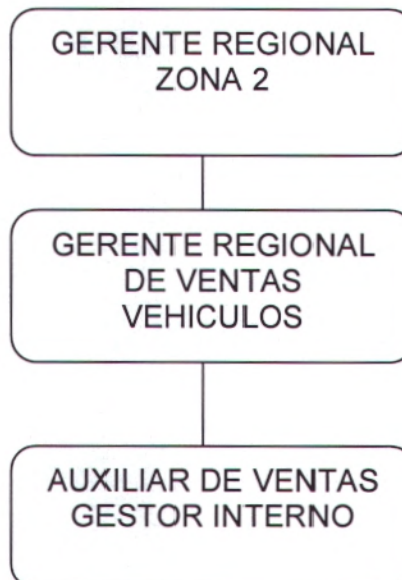 GERENTE REGIONAL
ZONA 2
GERENTE REGIONAL
DE VENTAS
VEHICULOS
AUXILIAR DE VENTAS
GESTOR INTERNO